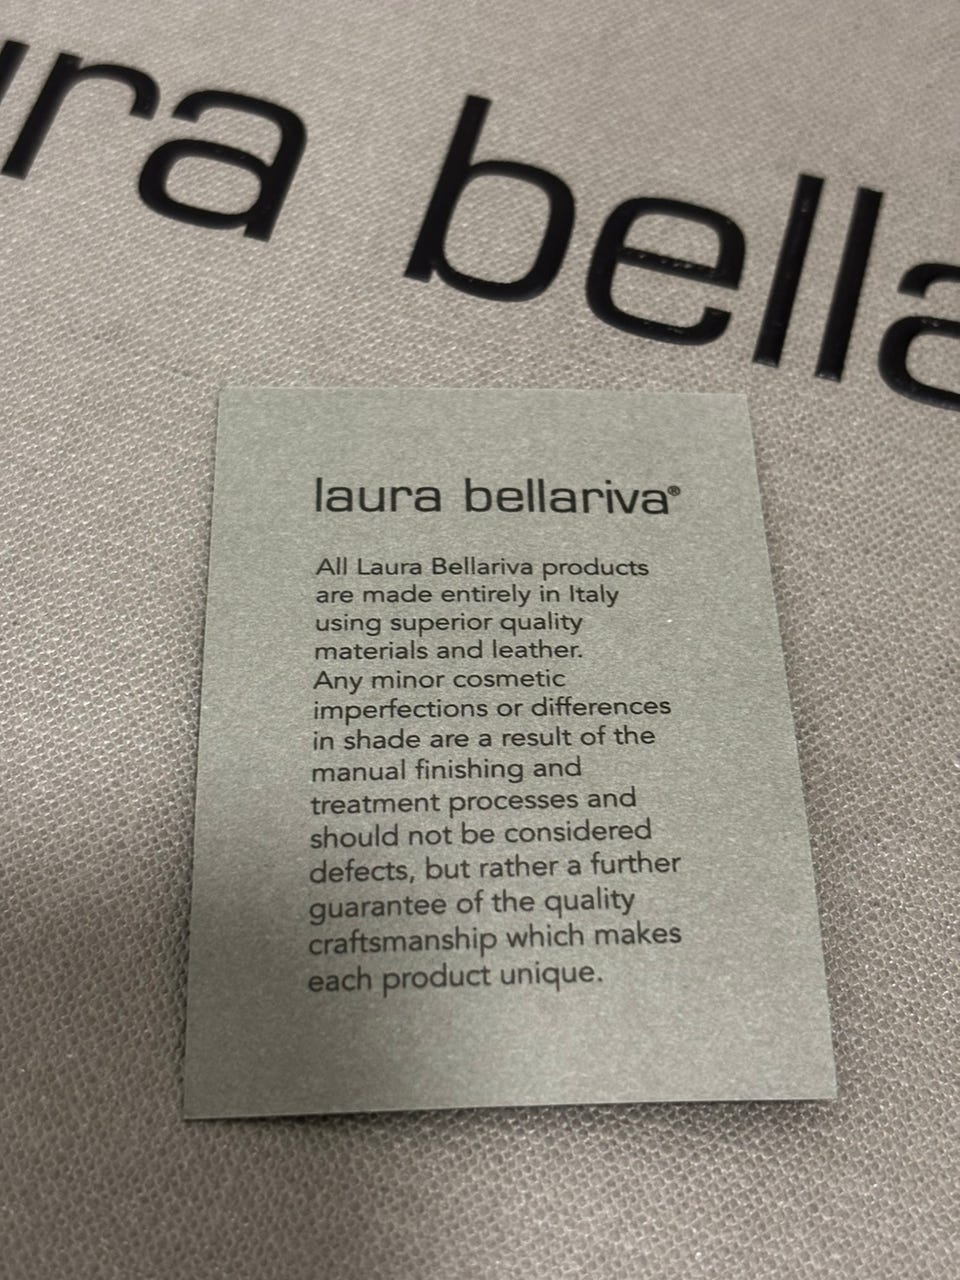 ura bella
laura bellariva®
All Laura Bellariva products
are made entirely in Italy
using superior quality
materials and leather.
Any minor cosmetic
imperfections or differences
in shade are a result of the
manual finishing and
treatment processes and
should not be considered
defects, but rather a further
guarantee of the quality
craftsmanship which makes
each product unique.